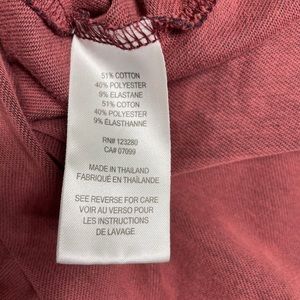 51% COTTON
40% POLYESTER
9% ELASTANE
51% COTON
40% POLYESTER
9% ÉLASTHANNE
RN# 123280
CA# 07099
MADE IN THAILAND
FABRIQUÉ EN THAÏLANDE
SEE REVERSE FOR CARE
VOIR AU VERSO POUR
LES INSTRUCTIONS
DE LAVAGE